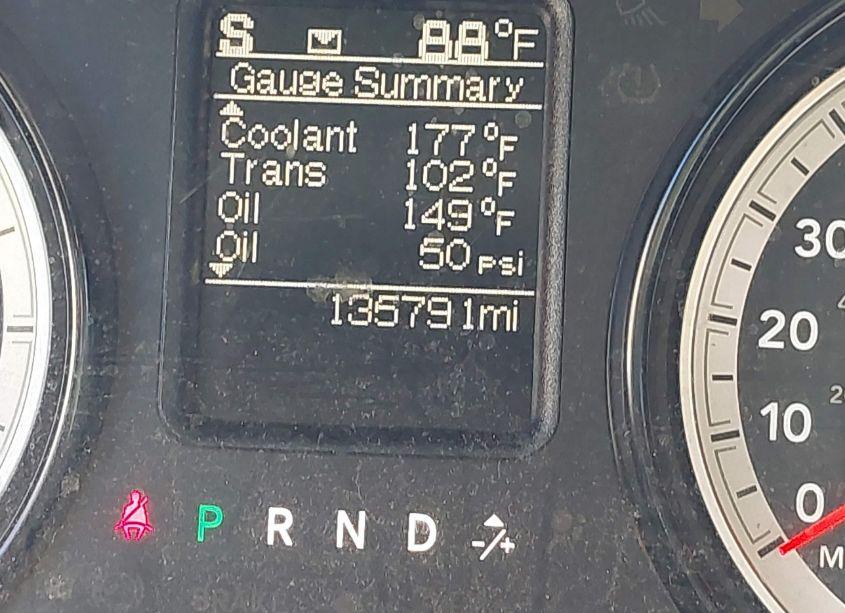 S 88°F
Gauge Summary
Coolant 177°F
Trans 102°F
Oil 149°F
Oil 50 psi
135791mi
30
20
10
0
P R N D -/+